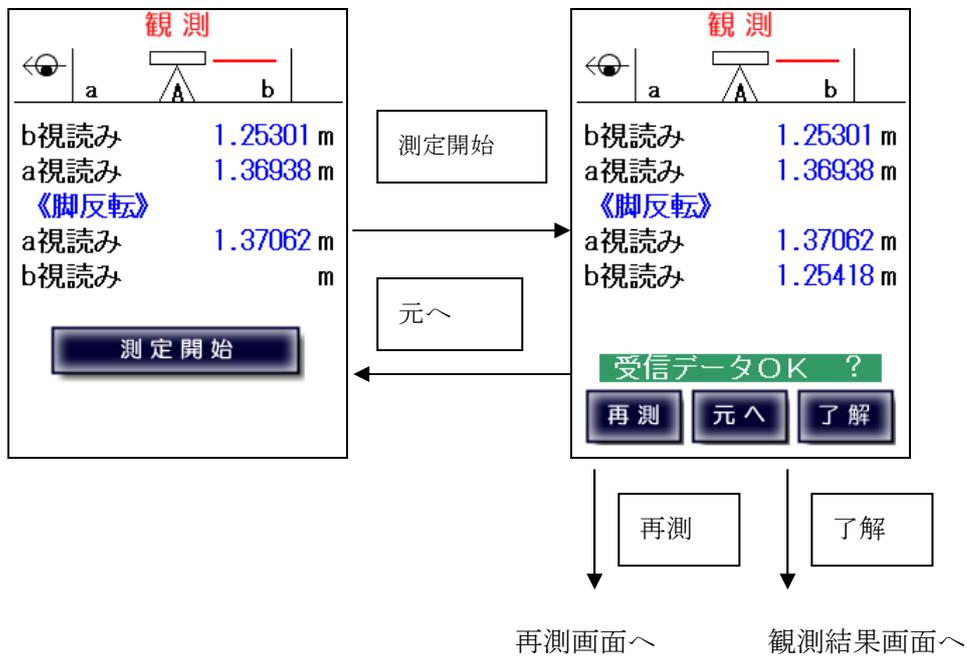 観測
a A b
b視読み 1.25301 m
a視読み 1.36938 m
《脚反転》
a視読み 1.37062 m
b視読み m
測定開始
測定開始
元へ
観測
a A b
b視読み 1.25301 m
a視読み 1.36938 m
《脚反転》
a視読み 1.37062 m
b視読み 1.25418 m
受信データOK ?
再測 元へ 了解
再測
了解
再測画面へ
観測結果画面へ